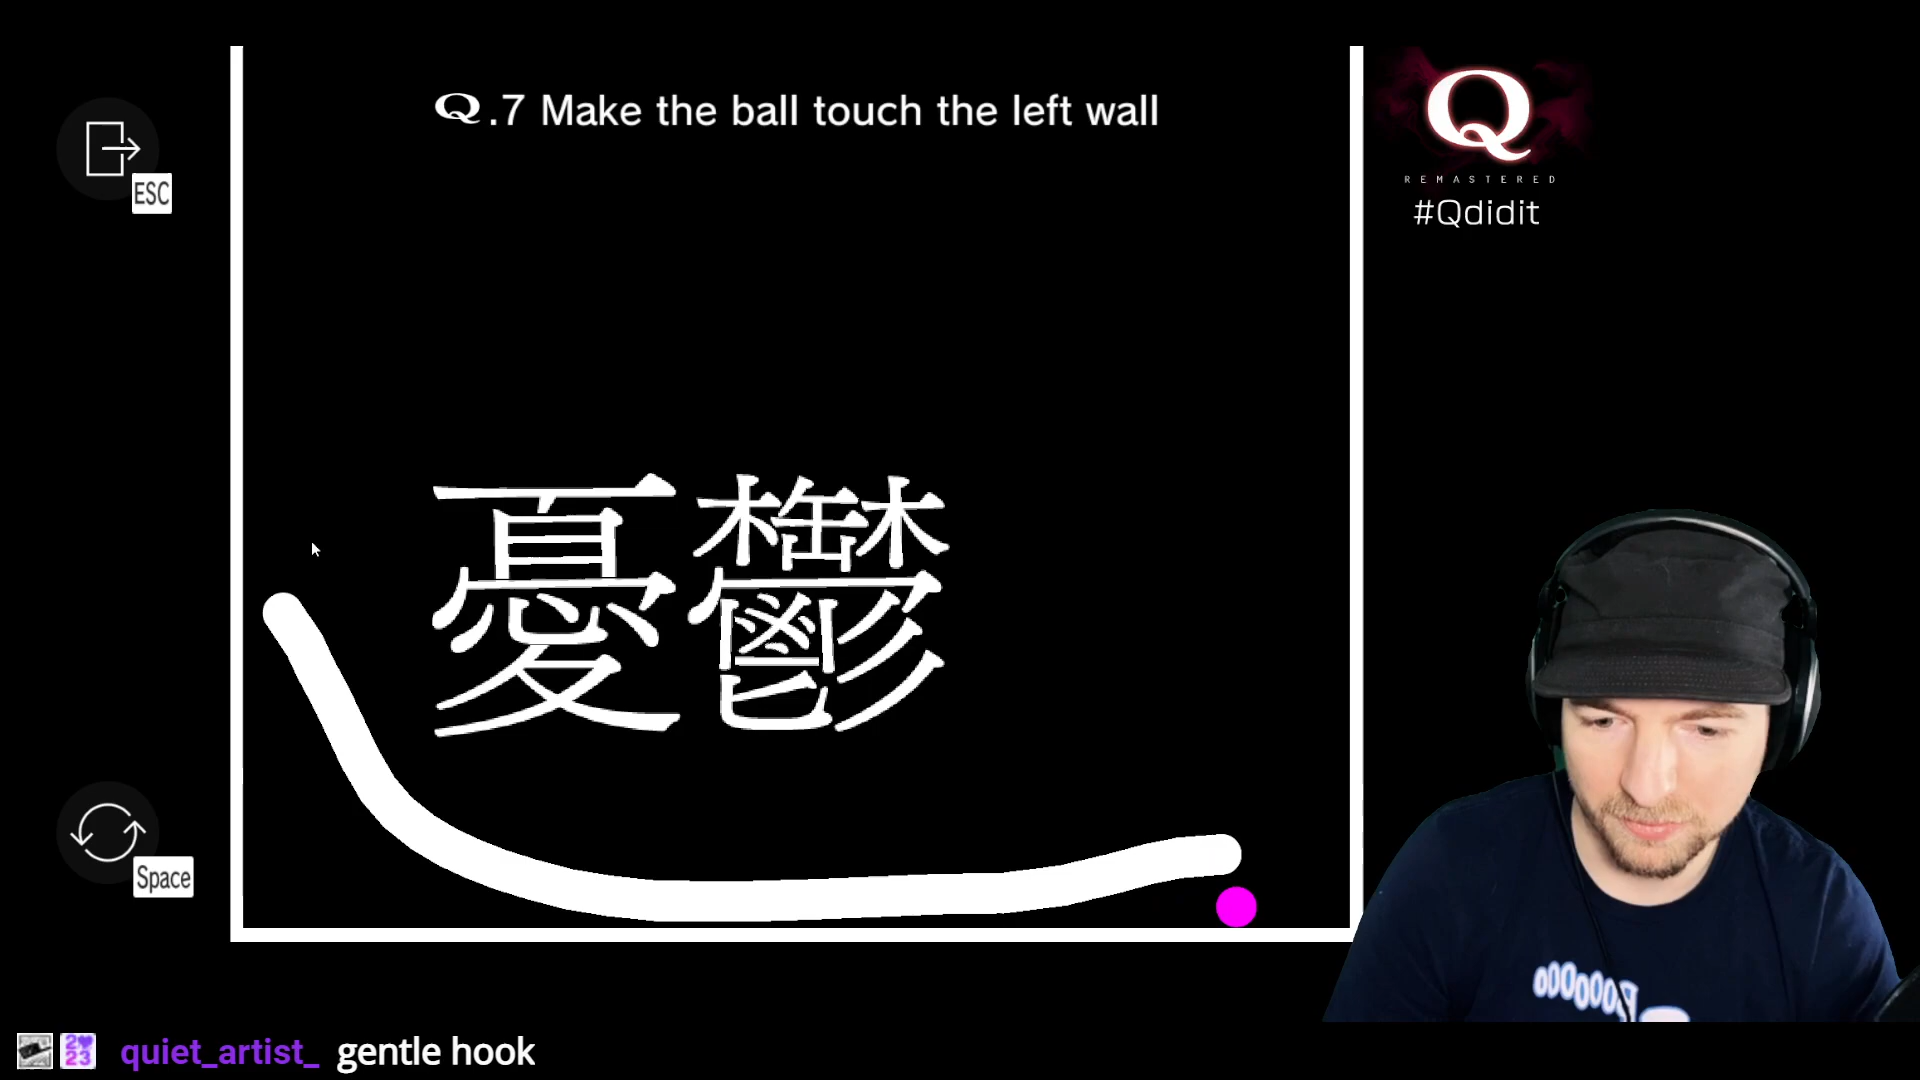 Q.7 Make the ball touch the left wall
ESC
Q
REMASTERED
#Qdidit
憂鬱
Space
quiet_artist_ gentle hook